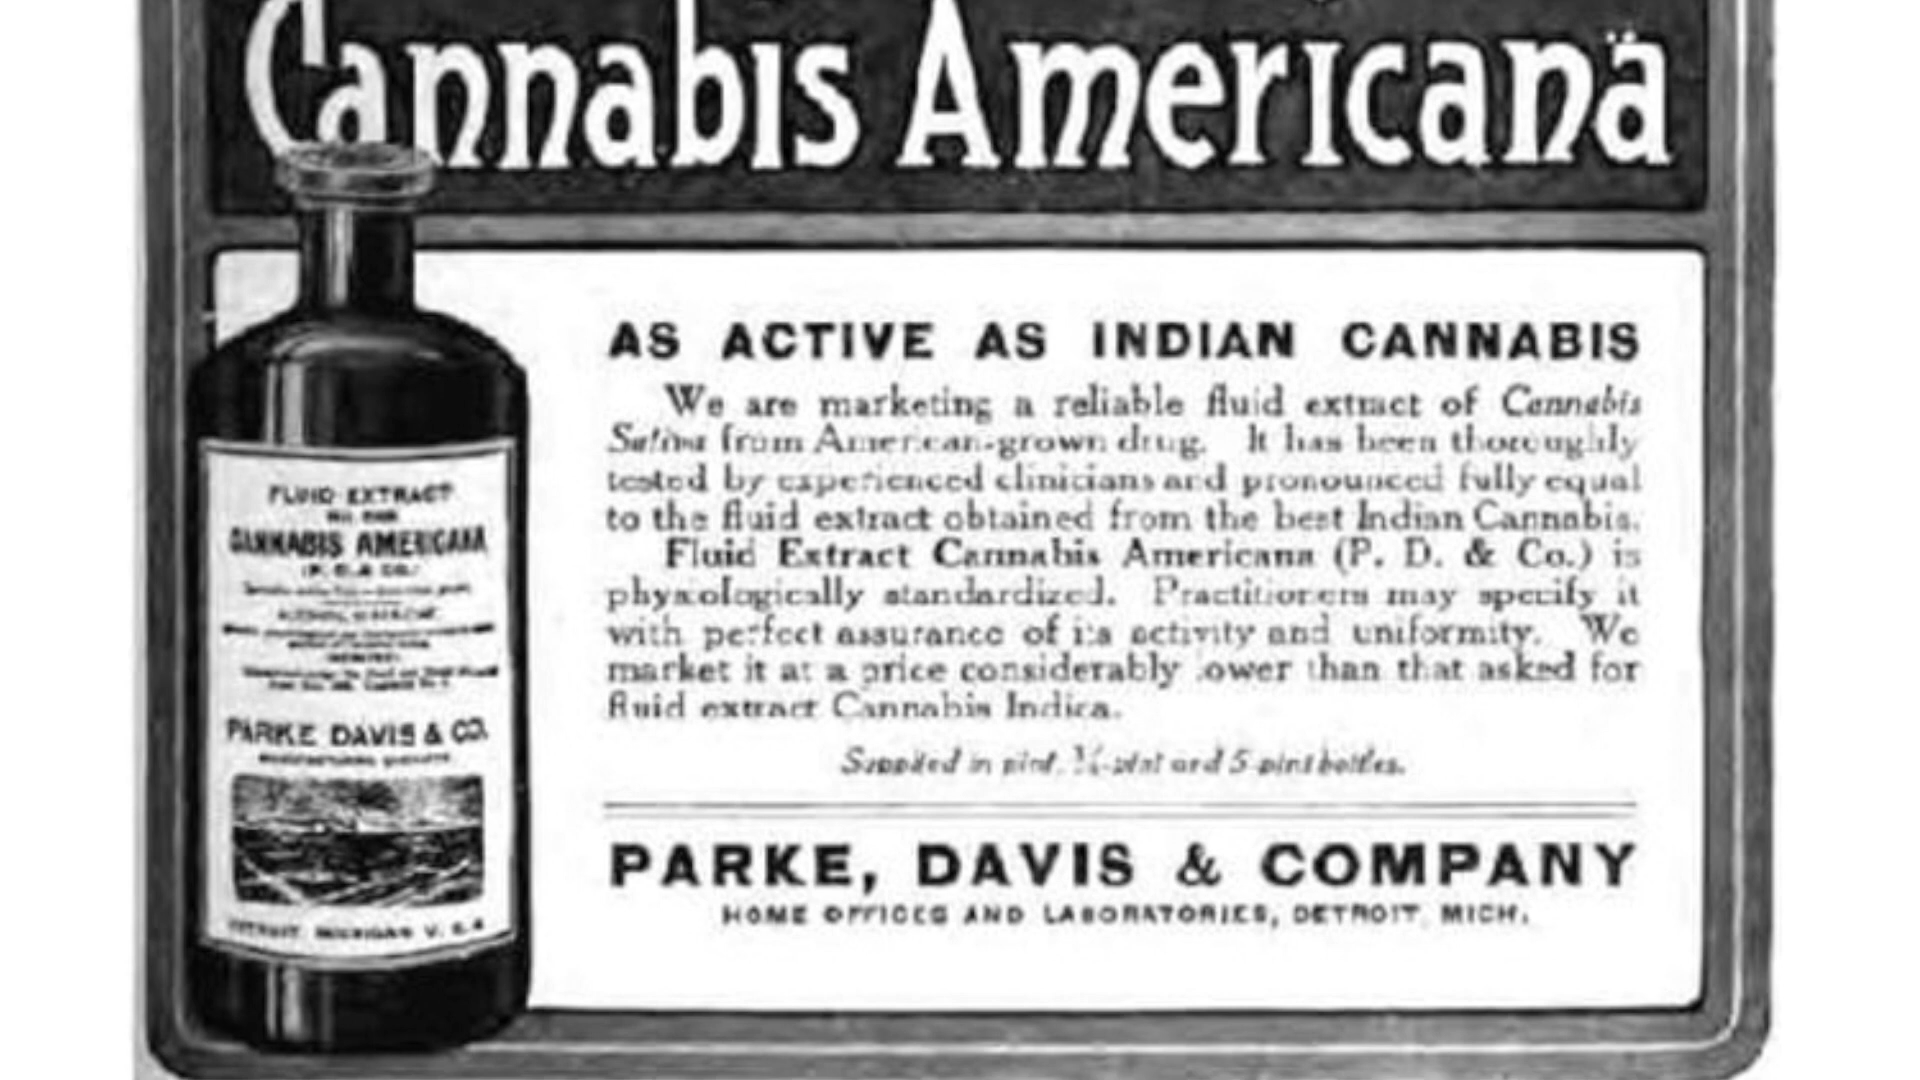 Cannabis Americana
AS ACTIVE AS INDIAN CANNABIS
We are marketing a reliable fluid extract of Cannabis
Sativa from American-grown drug. It has been thoroughly
tested by experienced clinicians and pronounced fully equal
to the fluid extract obtained from the best Indian Cannabis.
Fluid Extract Cannabis Americana (P. D. & Co.) is
physiologically standardized. Practitioners may specify it
with perfect assurance of its activity and uniformity. We
market it at a price considerably lower than that asked for
fluid extract Cannabis Indica.
Supplied in pint, ¼-pint and 5-pint bottles.
PARKE, DAVIS & COMPANY
HOME OFFICES AND LABORATORIES, DETROIT, MICH.
FLUID EXTRACT
CANNABIS AMERICANA
(P. D. & CO.)
PARKE DAVIS & CO.
DETROIT MICHIGAN U. S. A